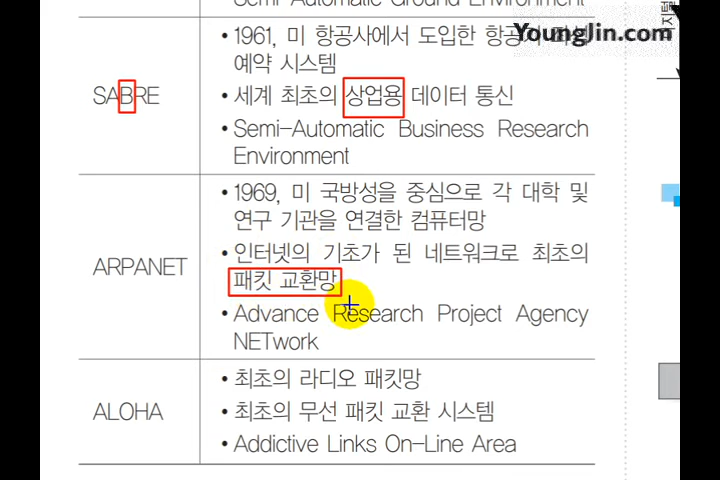 Semi-Automatic Ground Environment
YoungJin.com
SABRE
• 1961, 미 항공사에서 도입한 항공사
예약 시스템
• 세계 최초의 상업용 데이터 통신
• Semi-Automatic Business Research
Environment
ARPANET
• 1969, 미 국방성을 중심으로 각 대학 및
연구 기관을 연결한 컴퓨터망
• 인터넷의 기초가 된 네트워크로 최초의
패킷 교환망
• Advance Research Project Agency
NETwork
ALOHA
• 최초의 라디오 패킷망
• 최초의 무선 패킷 교환 시스템
• Addictive Links On-Line Area